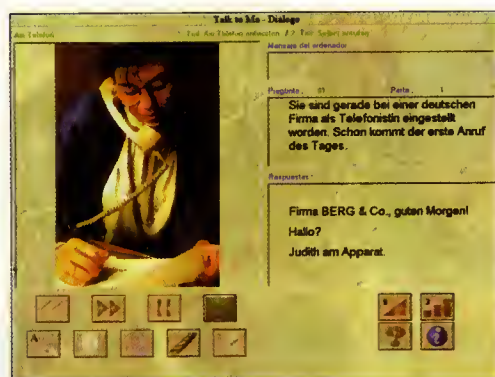 Talk to Me - Dialoge
Am Telefon
Mensaje del ordenador
Pregunta: 01 Parte: 1
Sie sind gerade bei einer deutschen
Firma als Telefonistin eingestellt
worden. Schon kommt der erste Anruf
des Tages.
Respuestas:
Firma BERG & Co., guten Morgen!
Hallo?
Judith am Apparat.